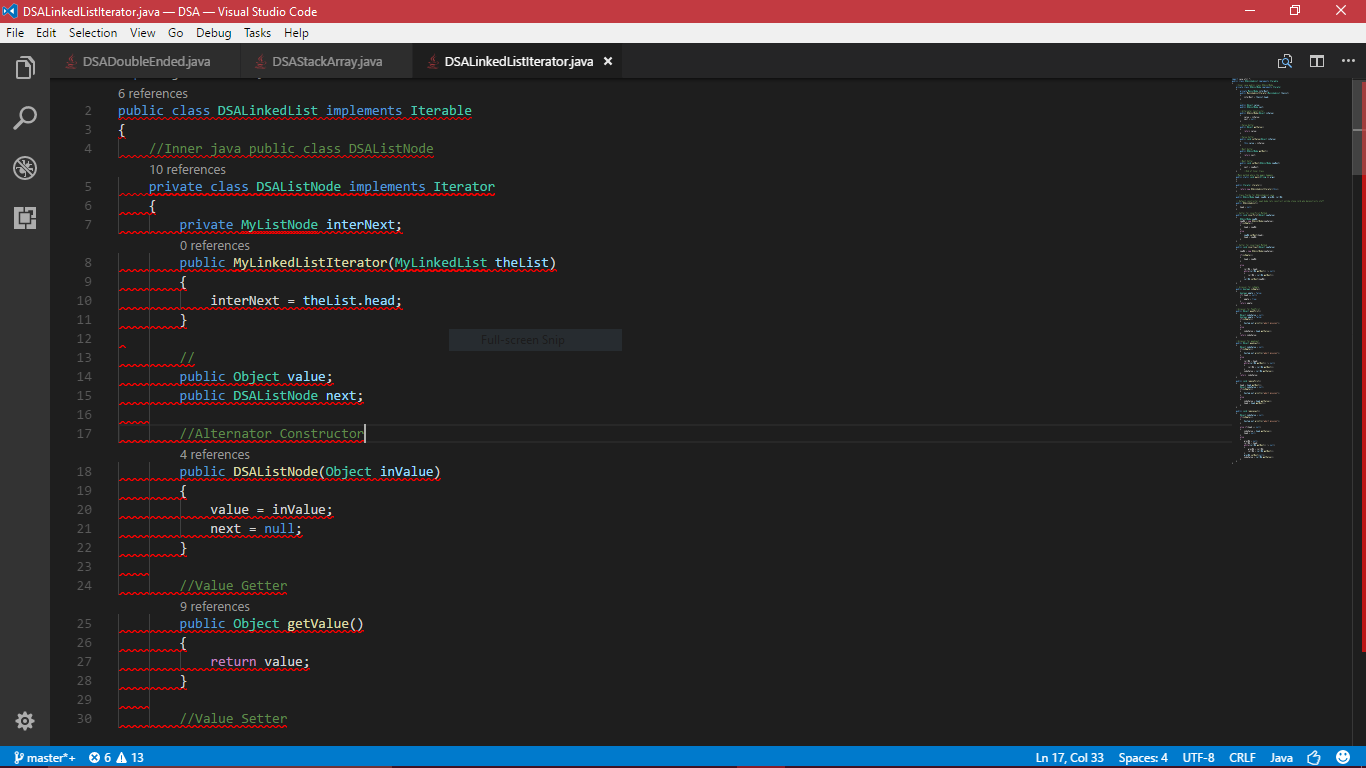 DSALinkedListIterator.java — DSA — Visual Studio Code
File Edit Selection View Go Debug Tasks Help
DSADoubleEnded.java DSAStackArray.java DSALinkedListIterator.java
6 references
2 public class DSALinkedList implements Iterable
3 {
4 //Inner java public class DSAListNode
10 references
5 private class DSAListNode implements Iterator
6 {
7 private MyListNode interNext;
0 references
8 public MyLinkedListIterator(MyLinkedList theList)
9 {
10 interNext = theList.head;
11 }
12
Full-screen Snip
13 //
14 public Object value;
15 public DSAListNode next;
16
17 //Alternator Constructor
4 references
18 public DSAListNode(Object inValue)
19 {
20 value = inValue;
21 next = null;
22 }
23
24 //Value Getter
9 references
25 public Object getValue()
26 {
27 return value;
28 }
29
30 //Value Setter
master*+ 6 13 Ln 17, Col 33 Spaces: 4 UTF-8 CRLF Java